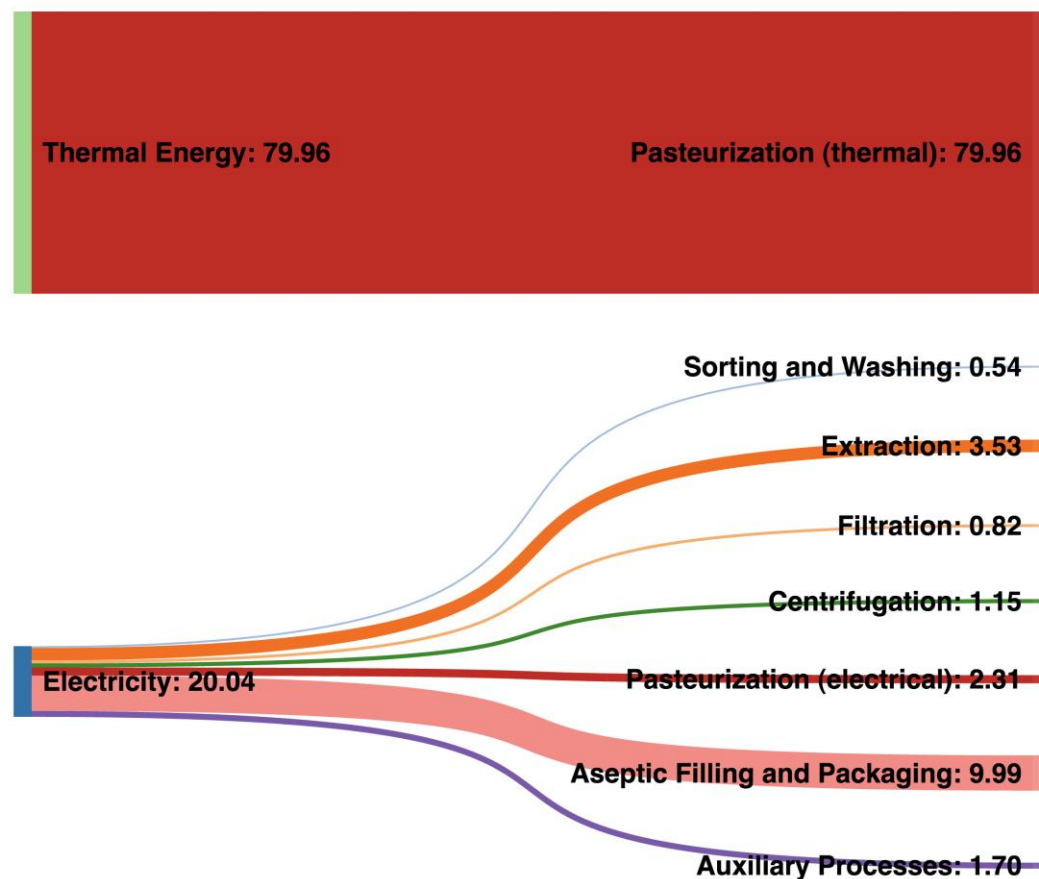 Thermal Energy: 79.96
Pasteurization (thermal): 79.96
Sorting and Washing: 0.54
Extraction: 3.53
Filtration: 0.82
Centrifugation: 1.15
Electricity: 20.04
Pasteurization (electrical): 2.31
Aseptic Filling and Packaging: 9.99
Auxiliary Processes: 1.70